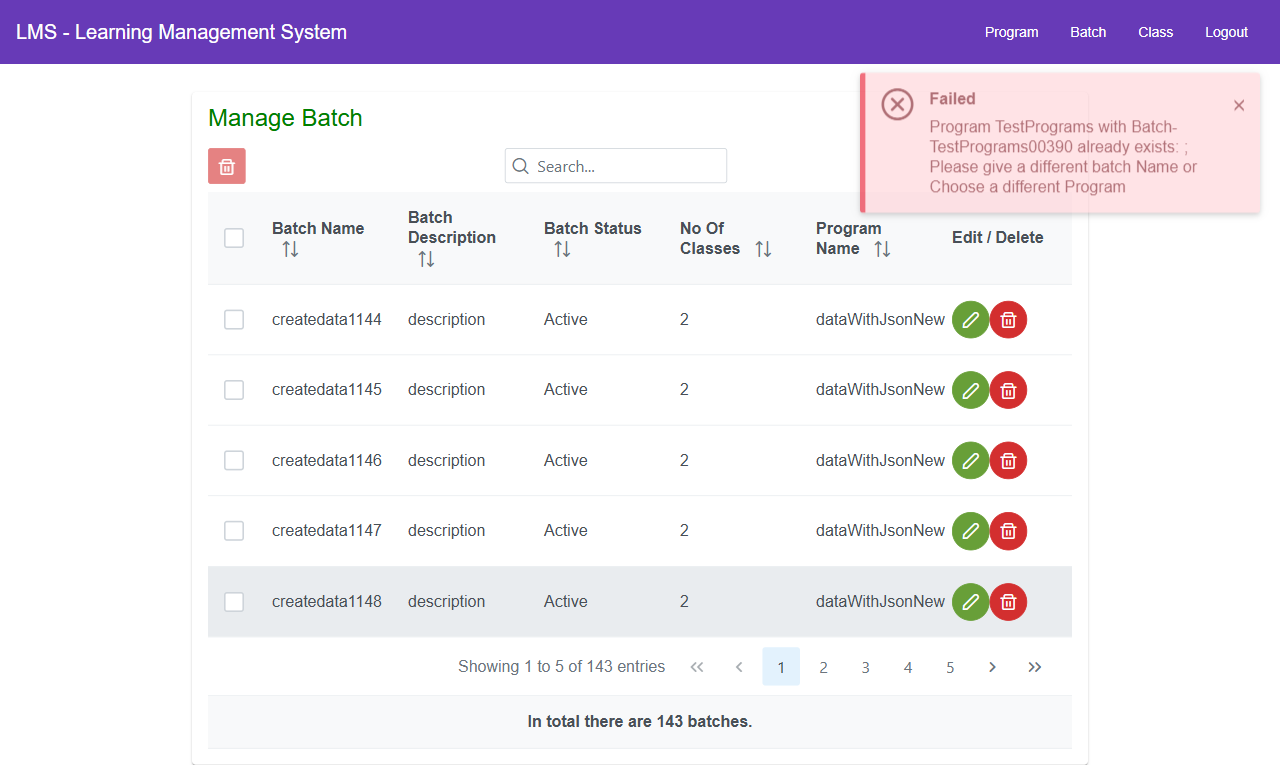 LMS - Learning Management System
Program Batch Class Logout
Manage Batch
Failed
Program TestPrograms with Batch-
TestPrograms00390 already exists: ;
Please give a different batch Name or
Choose a different Program
Search...
Batch Name
Batch
Description
Batch Status
No Of
Classes
Program
Name
Edit / Delete
createdata1144 description Active 2 dataWithJsonNew
createdata1145 description Active 2 dataWithJsonNew
createdata1146 description Active 2 dataWithJsonNew
createdata1147 description Active 2 dataWithJsonNew
createdata1148 description Active 2 dataWithJsonNew
Showing 1 to 5 of 143 entries 1 2 3 4 5
In total there are 143 batches.